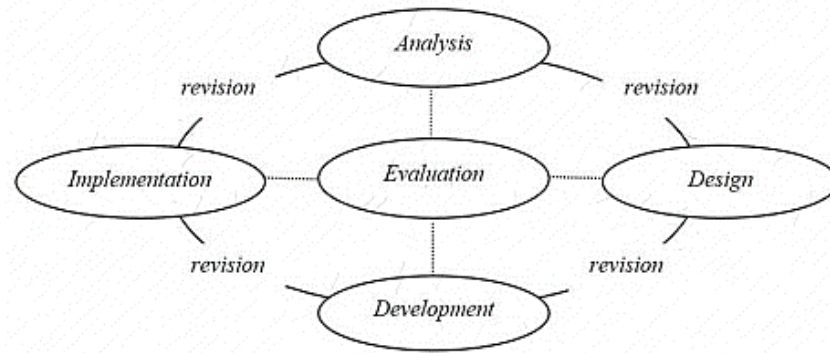 Analysis
revision
revision
Implementation
Evaluation
Design
revision
revision
Development